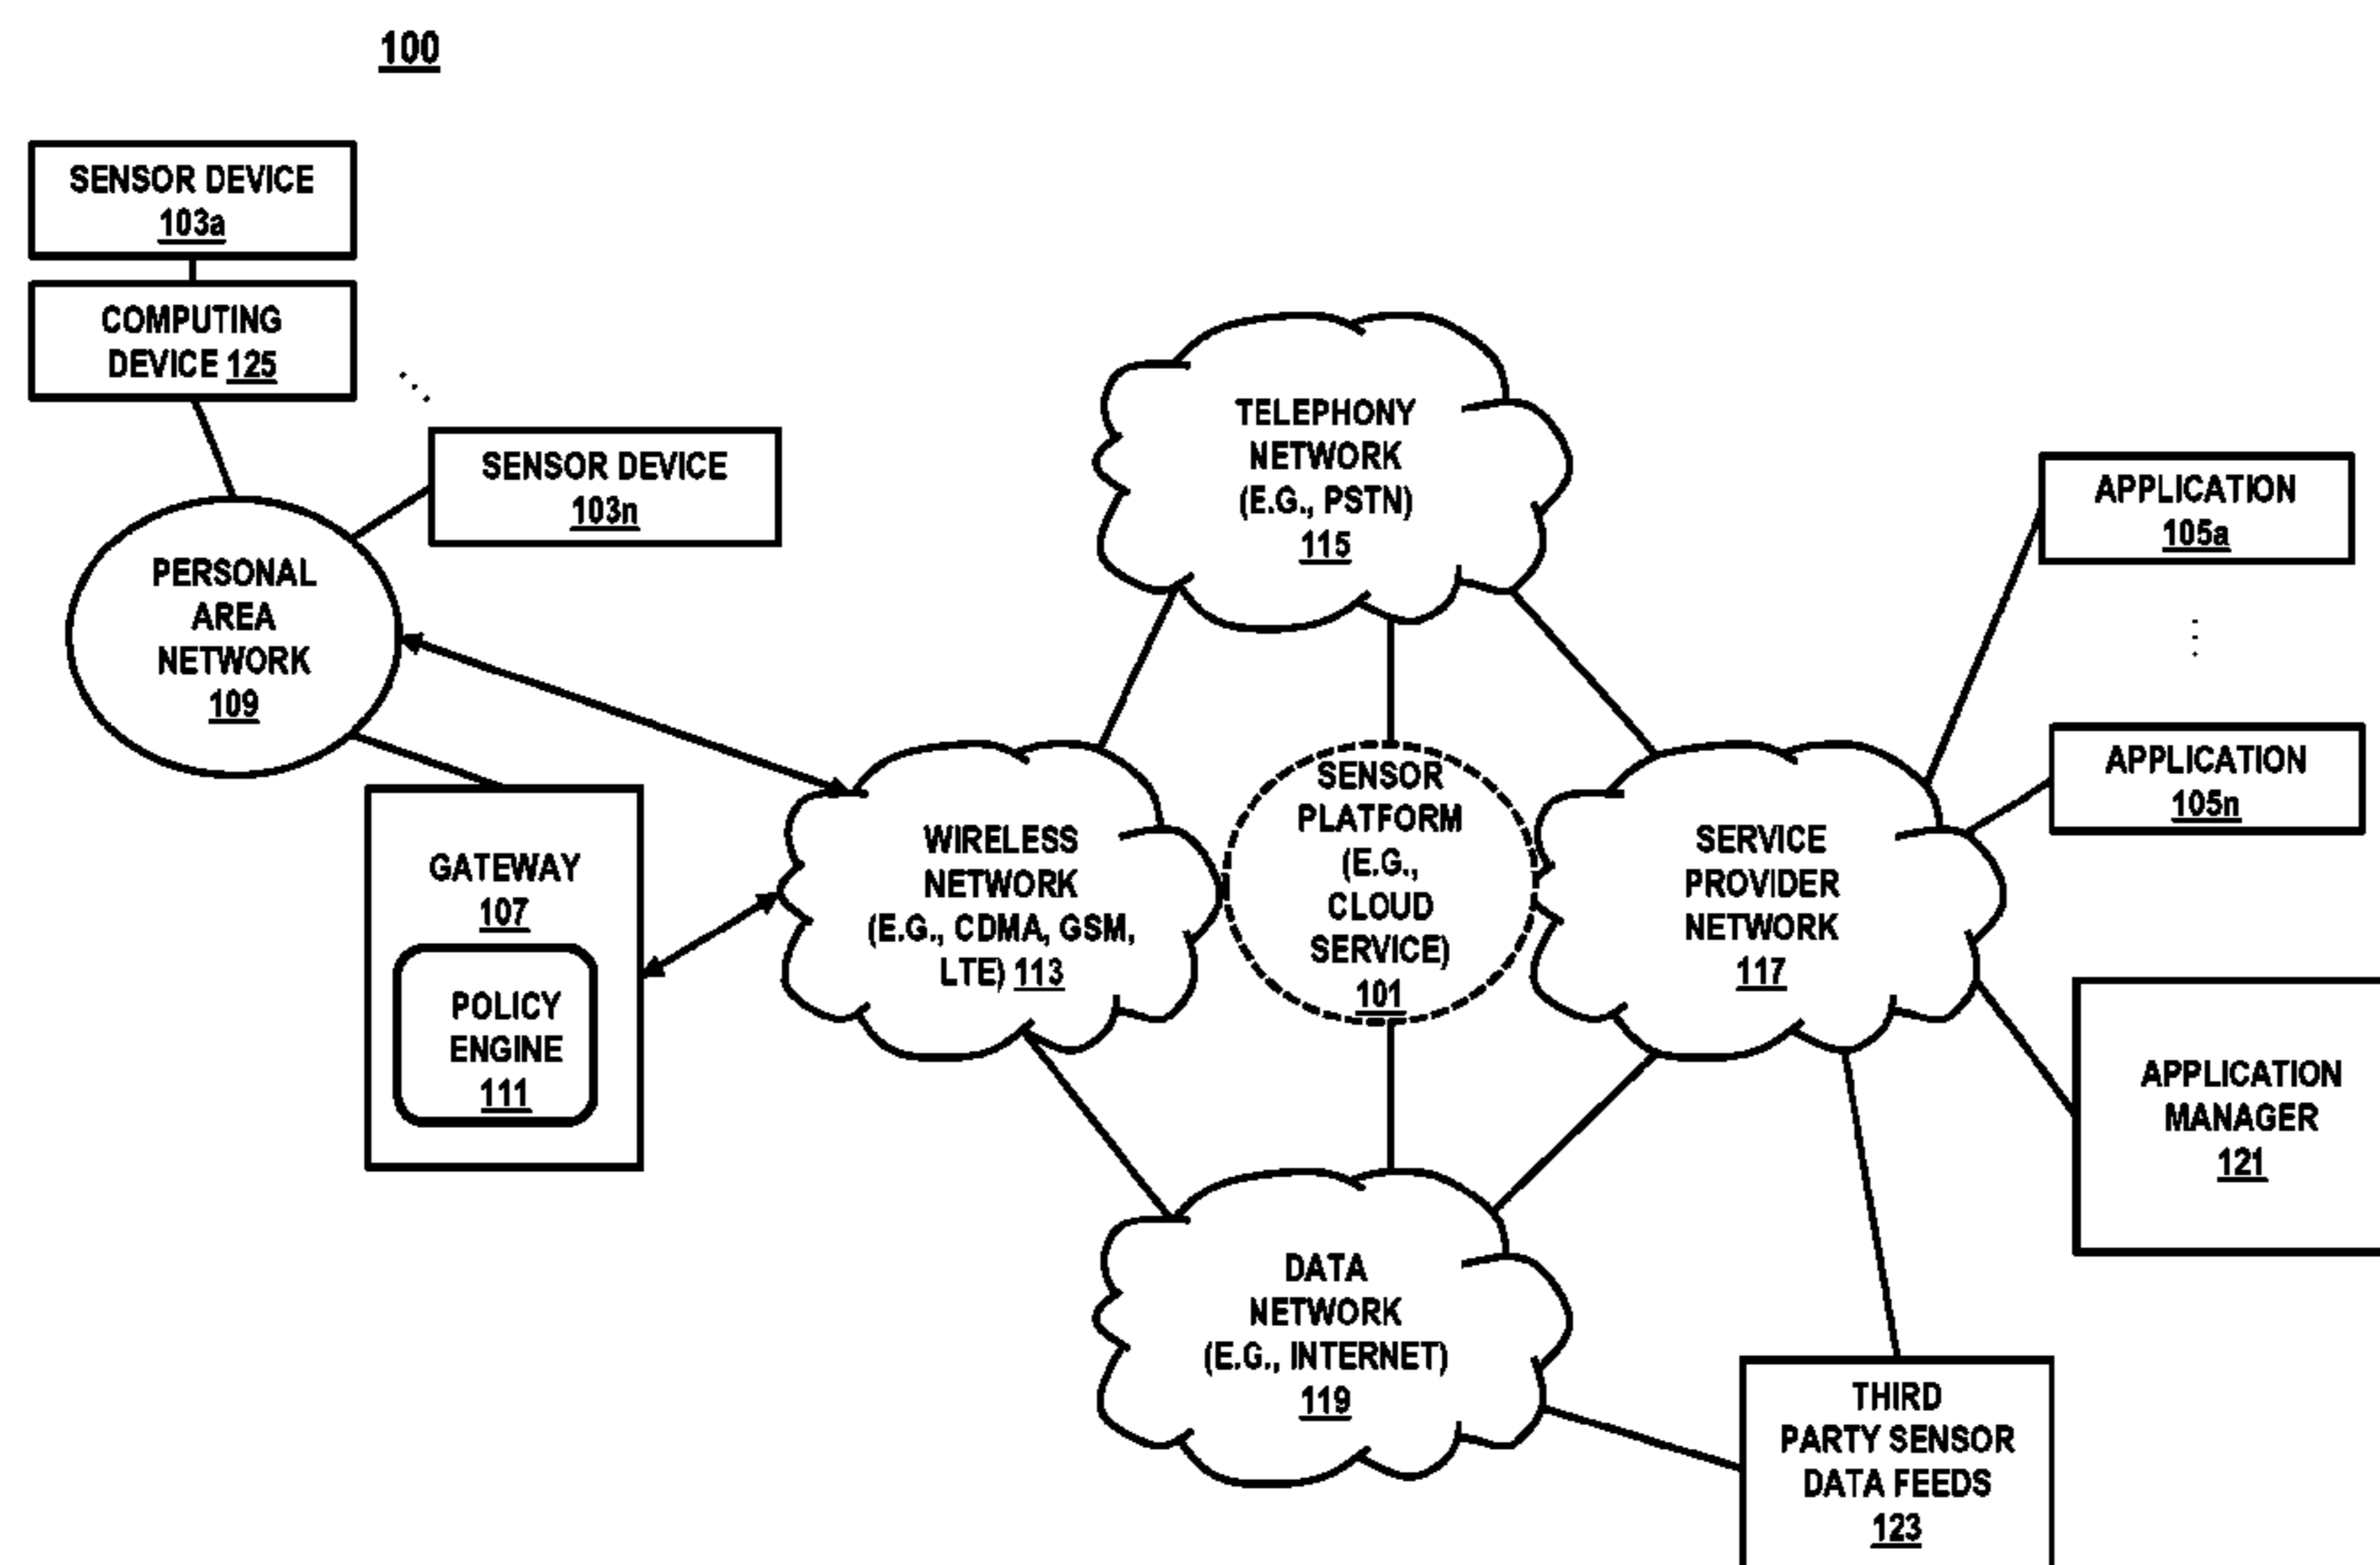 100
SENSOR DEVICE
103a
COMPUTING
DEVICE 125
SENSOR DEVICE
103n
PERSONAL
AREA
NETWORK
109
GATEWAY
107
POLICY
ENGINE
111
TELEPHONY
NETWORK
(E.G., PSTN)
115
WIRELESS
NETWORK
(E.G., CDMA, GSM,
LTE) 113
SENSOR
PLATFORM
(E.G.,
CLOUD
SERVICE)
101
SERVICE
PROVIDER
NETWORK
117
DATA
NETWORK
(E.G., INTERNET)
119
APPLICATION
105a
APPLICATION
105n
APPLICATION
MANAGER
121
THIRD
PARTY SENSOR
DATA FEEDS
123